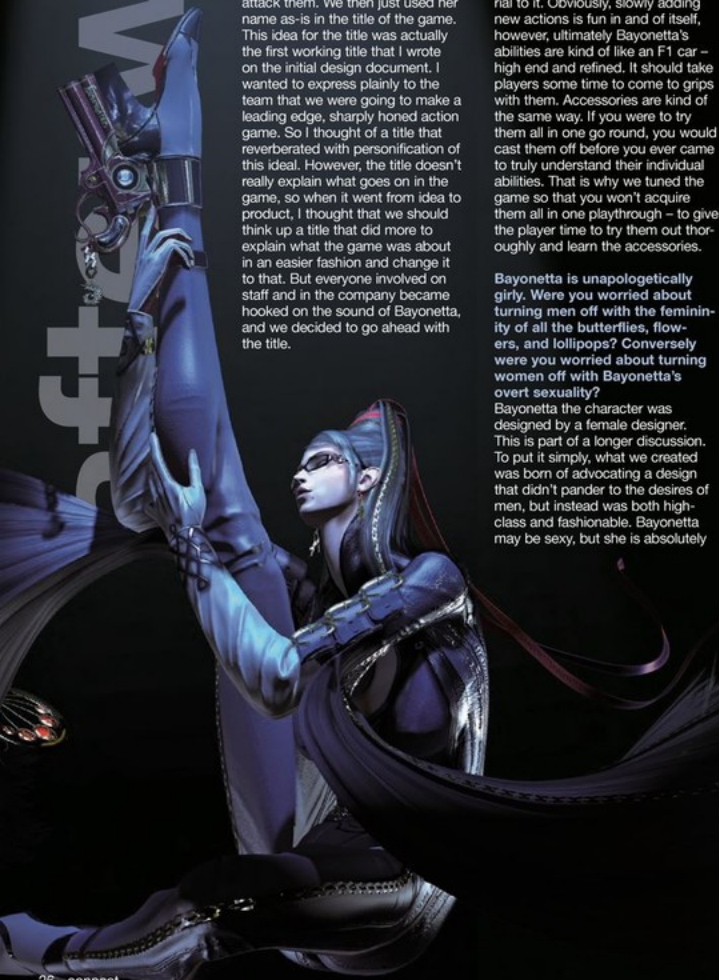 attack them. We then just used her
name as-is in the title of the game.
This idea for the title was actually
the first working title that I wrote
on the initial design document. I
wanted to express plainly to the
team that we were going to make a
leading edge, sharply honed action
game. So I thought of a title that
reverberated with personification of
this ideal. However, the title doesn't
really explain what goes on in the
game, so when it went from idea to
product, I thought that we should
think up a title that did more to
explain what the game was about
in an easier fashion and change it
to that. But everyone involved on
staff and in the company became
hooked on the sound of Bayonetta,
and we decided to go ahead with
the title.
rial to it. Obviously, slowly adding
new actions is fun in and of itself,
however, ultimately Bayonetta's
abilities are kind of like an F1 car –
high end and refined. It should take
players some time to come to grips
with them. Accessories are kind of
the same way. If you were to try
them all in one go round, you would
cast them off before you ever came
to truly understand their individual
abilities. That is why we tuned the
game so that you won't acquire
them all in one playthrough – to give
the player time to try them out thor-
oughly and learn the accessories.
Bayonetta is unapologetically
girly. Were you worried about
turning men off with the feminin-
ity of all the butterflies, flow-
ers, and lollipops? Conversely
were you worried about turning
women off with Bayonetta's
overt sexuality?
Bayonetta the character was
designed by a female designer.
This is part of a longer discussion.
To put it simply, what we created
was born of advocating a design
that didn't pander to the desires of
men, but instead was both high-
class and fashionable. Bayonetta
may be sexy, but she is absolutely